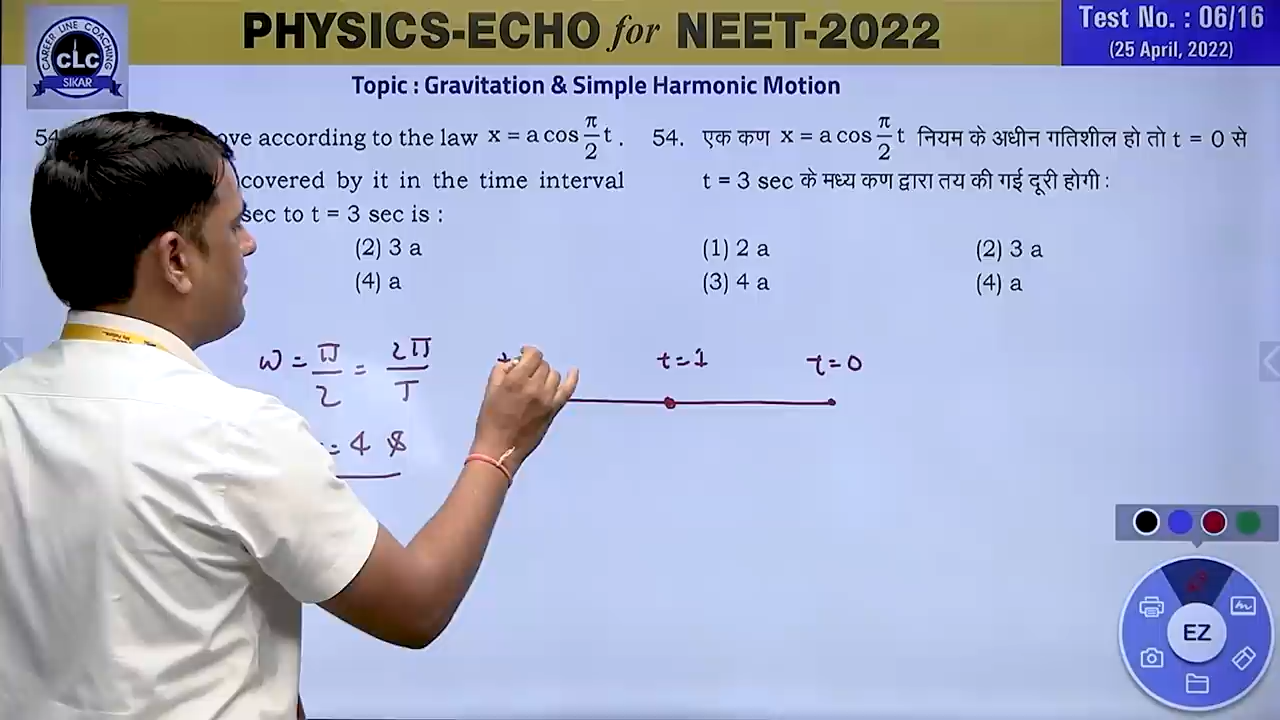 PHYSICS-ECHO for NEET-2022
Test No. : 06/16
(25 April, 2022)
CAREER LINE COACHING
CLC
SIKAR
Topic : Gravitation & Simple Harmonic Motion
54
ove according to the law x = a cos π/2 t.
covered by it in the time interval
sec to t = 3 sec is :
(2) 3 a
(4) a
54. एक कण x = a cos π/2 t नियम के अधीन गतिशील हो तो t = 0 से
t = 3 sec के मध्य कण द्वारा तय की गई दूरी होगी :
(1) 2 a (2) 3 a
(3) 4 a (4) a
ω = π/2 = 2π/T
= 4 s
t=1
t=0
EZ